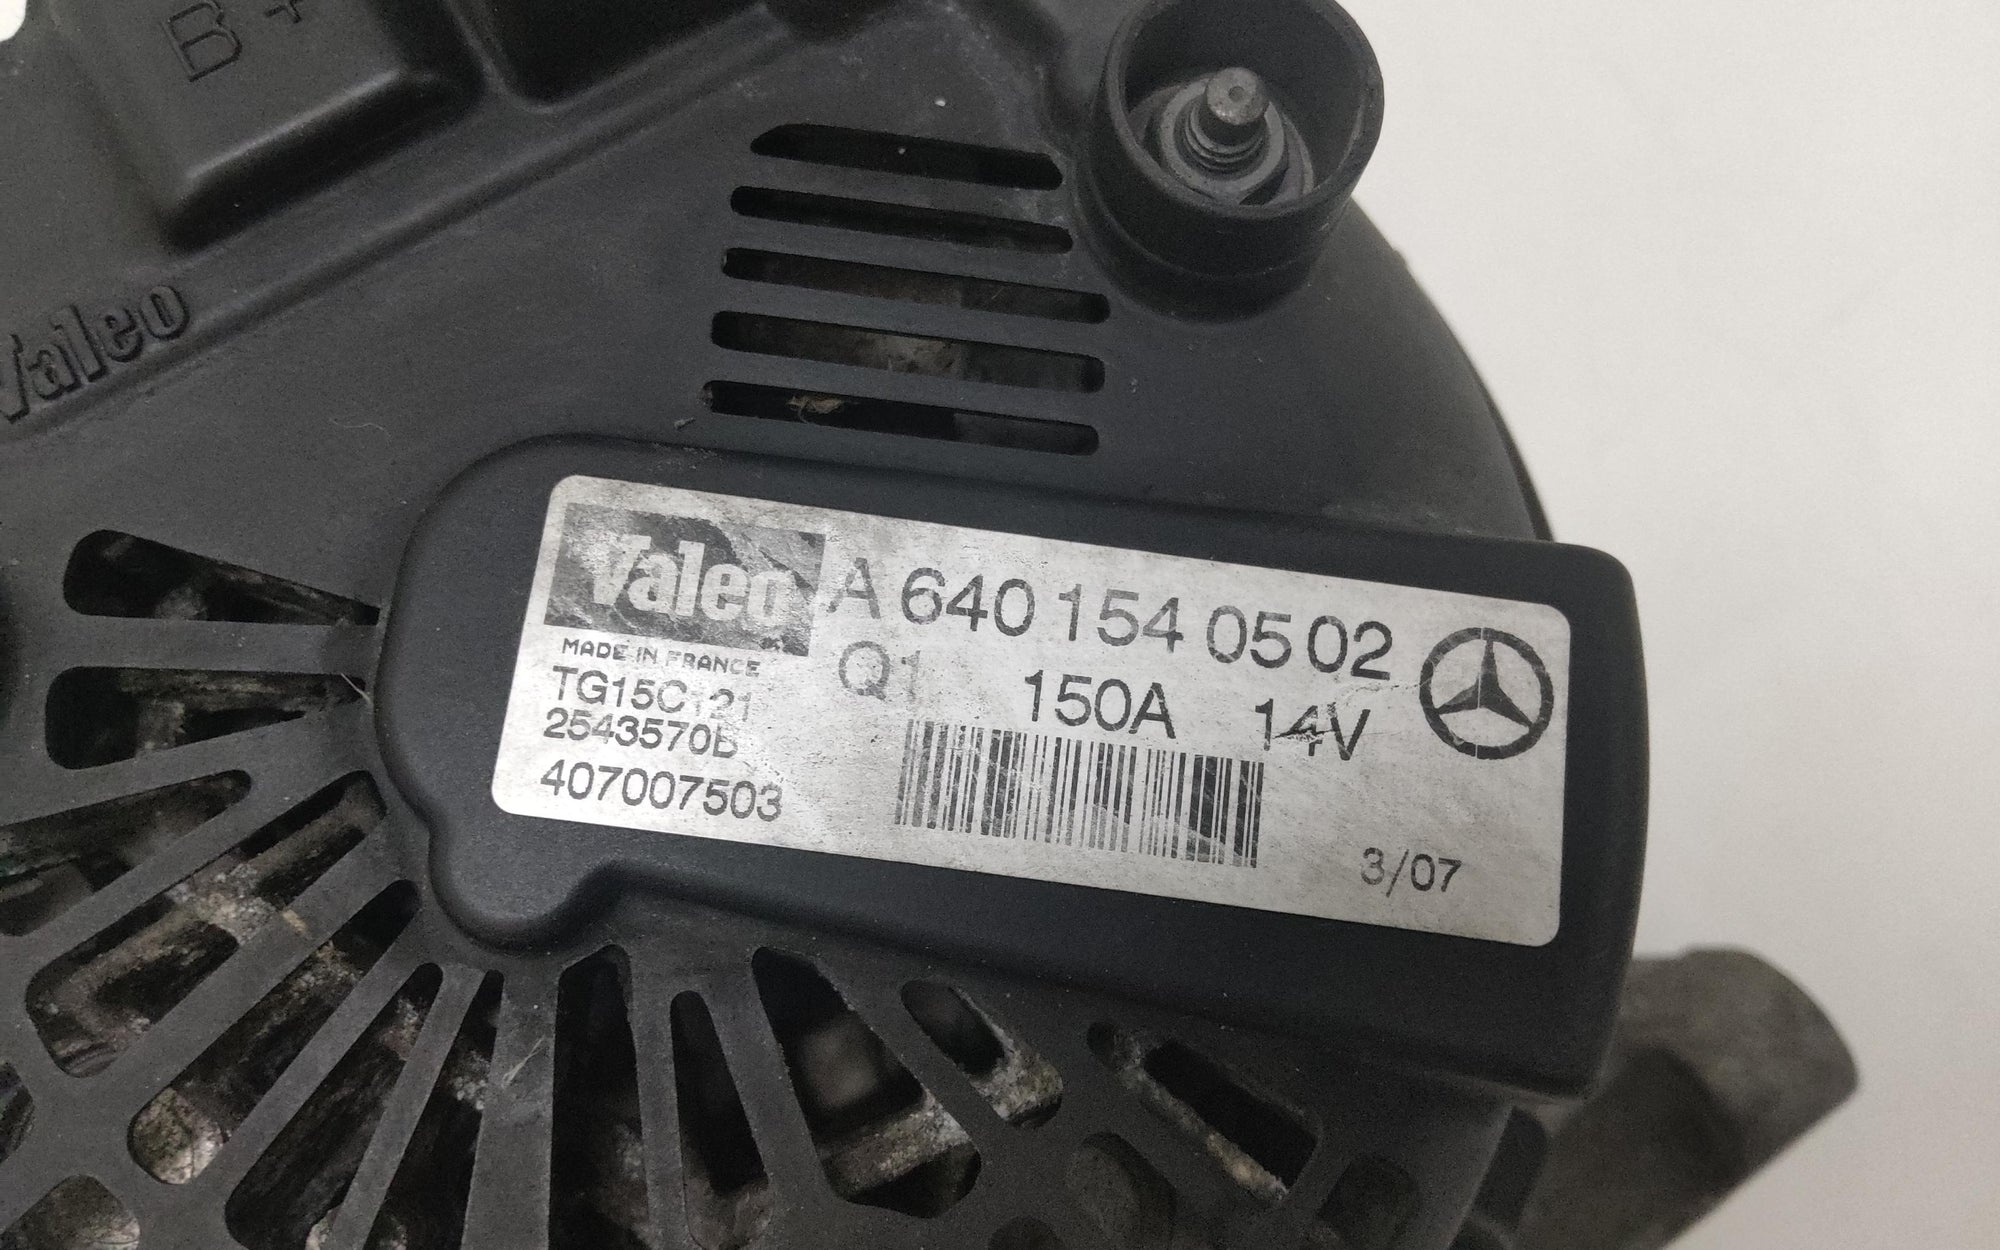 B+
Valeo
Valeo A 640 154 05 02
MADE IN FRANCE Q1 150A 14V
TG15C121
2543570B
407007503
3/07